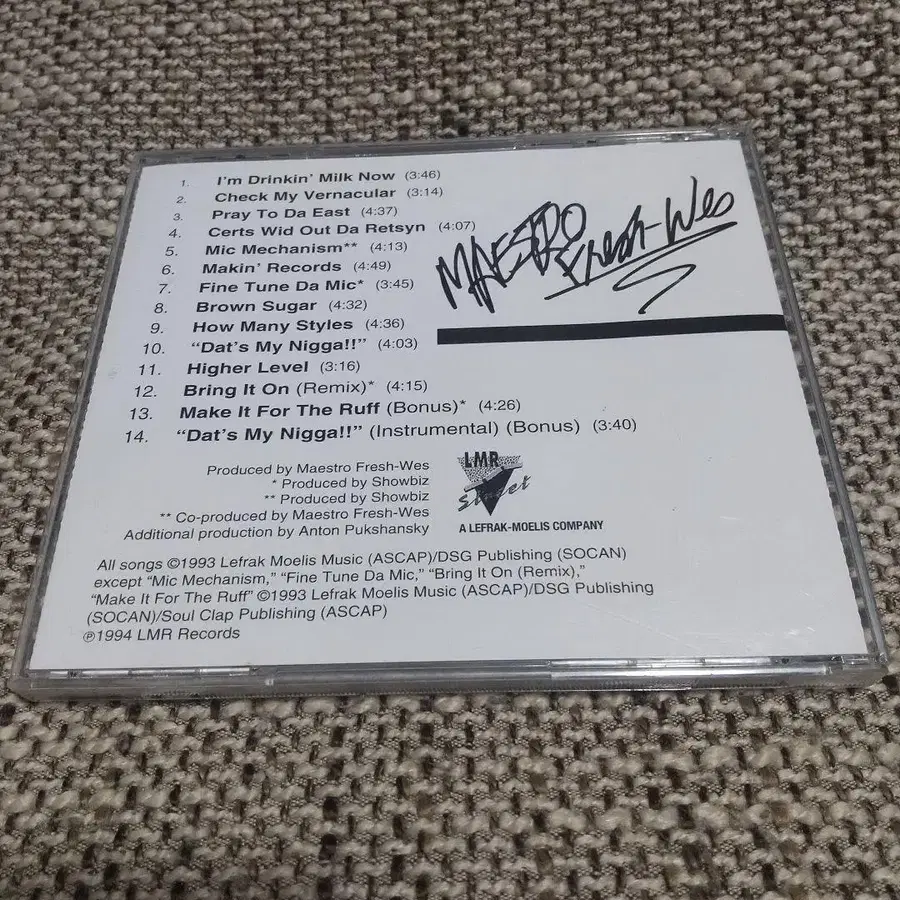 1. I'm Drinkin' Milk Now (3:46)
2. Check My Vernacular (3:14)
3. Pray To Da East (4:37)
4. Certs Wid Out Da Retsyn (4:07)
5. Mic Mechanism** (4:13)
6. Makin' Records (4:49)
7. Fine Tune Da Mic* (3:45)
8. Brown Sugar (4:32)
9. How Many Styles (4:36)
10. "Dat's My Nigga!!" (4:03)
11. Higher Level (3:16)
12. Bring It On (Remix)* (4:15)
13. Make It For The Ruff (Bonus)* (4:26)
14. "Dat's My Nigga!!" (Instrumental) (Bonus) (3:40)
MAESTRO
Fresh-Wes
Produced by Maestro Fresh-Wes
* Produced by Showbiz
** Produced by Showbiz
** Co-produced by Maestro Fresh-Wes
Additional production by Anton Pukshansky
LMR
Street
A LEFRAK-MOELIS COMPANY
All songs ©1993 Lefrak Moelis Music (ASCAP)/DSG Publishing (SOCAN)
except "Mic Mechanism," "Fine Tune Da Mic," "Bring It On (Remix),"
"Make It For The Ruff" ©1993 Lefrak Moelis Music (ASCAP)/DSG Publishing
(SOCAN)/Soul Clap Publishing (ASCAP)
℗1994 LMR Records